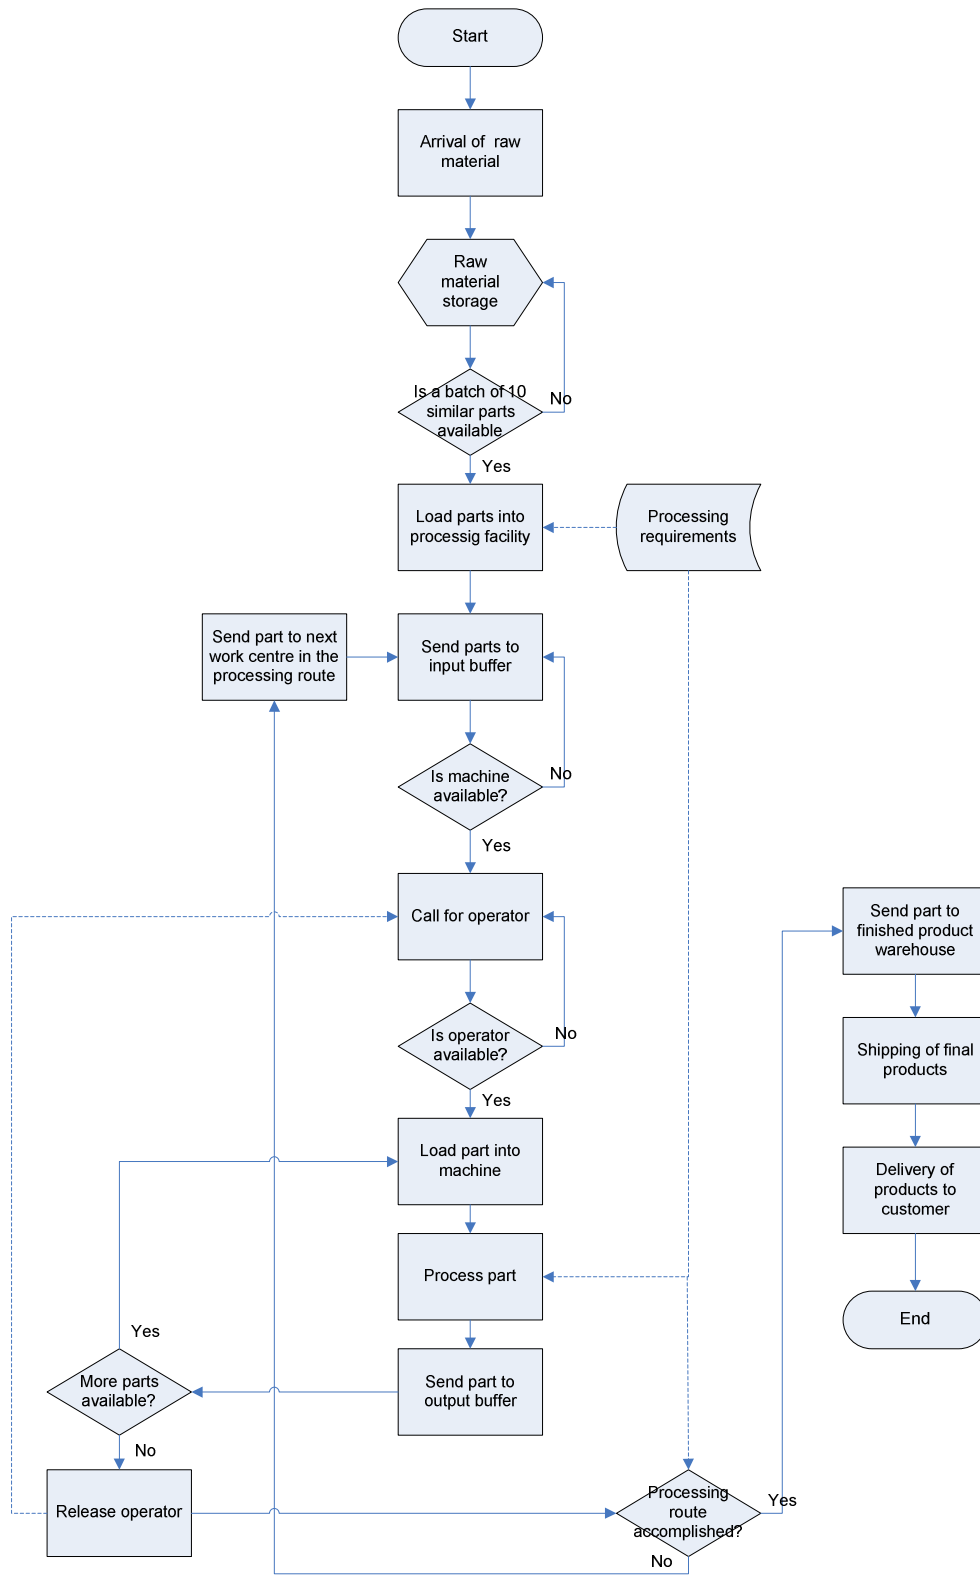 Start
Arrival of raw
material
Raw
material
storage
Is a batch of 10
similar parts
available
No
Yes
Load parts into
processig facility
Processing
requirements
Send part to next
work centre in the
processing route
Send parts to
input buffer
Is machine
available?
No
Yes
Call for operator
Is operator
available?
No
Yes
Load part into
machine
Process part
Send part to
output buffer
Yes
More parts
available?
No
Release operator
Processing
route
accomplished?
Yes
No
Send part to
finished product
warehouse
Shipping of final
products
Delivery of
products to
customer
End